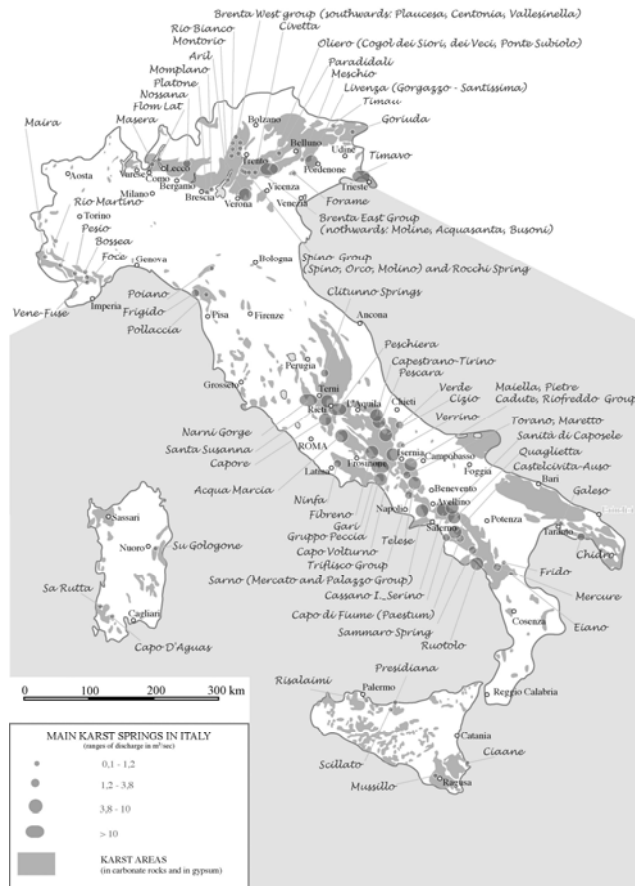 Brenta West group (southwards: Plaucesa, Centonia, Vallesinella)
Rio Bianco
Civetta
Montorio
Oliero (Cogol dei Siori, dei Veci, Ponte Subiolo)
Aril
Paradidali
Momplano
Meschio
Platone
Livenza (Gorgazzo - Santissima)
Nossana
Timau
Flom Lat
Goriuda
Maira
Masera
Bolzano
Belluno
Udine
Timavo
Aosta
Varese
Lecco
Como
Trento
Pordenone
Bergamo
Trieste
Milano
Brescia
Vicenza
Verona
Venezia
Forame
Rio Martino
Torino
Brenta East Group
(nothwards: Moline, Acquasanta, Busoni)
Pesio
Bossea
Foce
Genova
Bologna
Spino Group
(Spino, Orco, Molino) and Rocchi Spring
Poiano
Clitunno Springs
Vene-Fuse
Imperia
Frigido
Pisa
Firenze
Ancona
Pollaccia
Peschiera
Perugia
Capestrano-Tirino
Pescara
Grosseto
Terni
Verde
Maiella, Pietre
Cizio
Cadute, Riofreddo Group
Rieti
L'Aquila
Chieti
Verrino
Torano, Maretto
Narni Gorge
Sanità di Caposele
Santa Susanna
ROMA
Isernia
Campobasso
Quaglietta
Capore
Latina
Frosinone
Foggia
Castelcivita-Auso
Acqua Marcia
Benevento
Bari
Galeso
Ninfa
Napoli
Avellino
Sassari
Fibreno
Salerno
Potenza
Taranto
Gari
Gruppo Peccia
Telese
Chidro
Nuoro
Su Gologone
Capo Volturno
Triflisco Group
Frido
Sarno (Mercato and Palazzo Group)
Mercure
Sa Rutta
Cassano I._Serino
Cagliari
Capo di Fiume (Paestum)
Cosenza
Eiano
Sammaro Spring
Capo D'Aguas
Ruotolo
Presidiana
0 100 200 300 km
Risalaimi
Palermo
Reggio Calabria
MAIN KARST SPRINGS IN ITALY
(ranges of discharge in m³/sec)
Catania
0,1 - 1,2
Scillato
Ciaane
1,2 - 3,8
Mussillo
Ragusa
3,8 - 10
> 10
KARST AREAS
(in carbonate rocks and in gypsum)